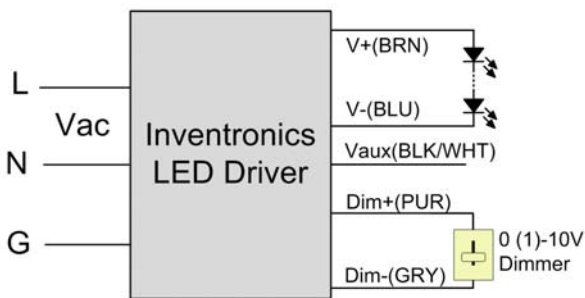 L
Vac
N
G
Inventronics
LED Driver
V+(BRN)
V-(BLU)
Vaux(BLK/WHT)
Dim+(PUR)
Dim-(GRY)
0 (1)-10V
Dimmer